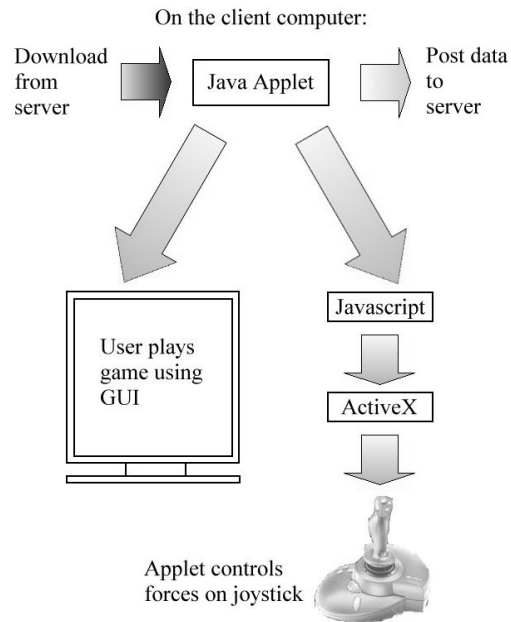 On the client computer:
Download
from
server
Java Applet
Post data
to
server
User plays
game using
GUI
Javascript
ActiveX
Applet controls
forces on joystick